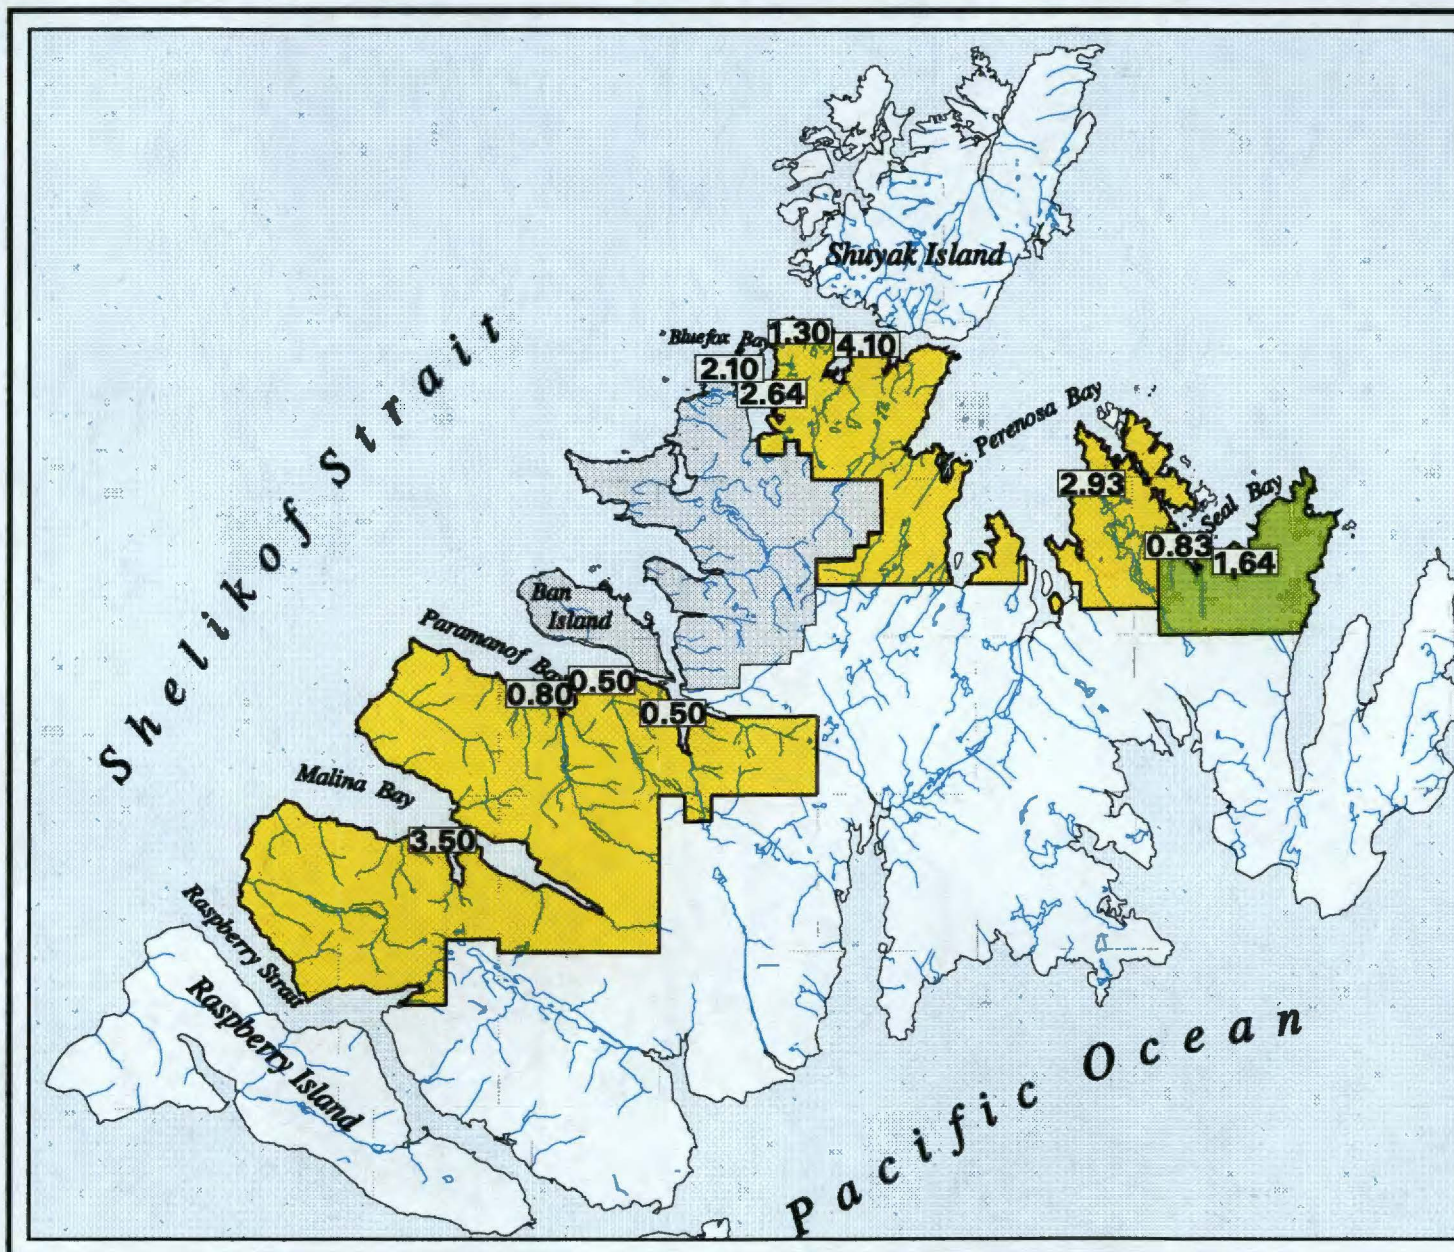 Shuyak Island
Bluefox Bay
1.30
4.10
2.10
2.64
Shelikof Strait
Perenosa Bay
2.93
Seal Bay
0.83
1.64
Ban
Island
Paramanof Bay
0.80
0.50
0.50
Malina Bay
3.50
Raspberry Strait
Raspberry Island
Pacific Ocean